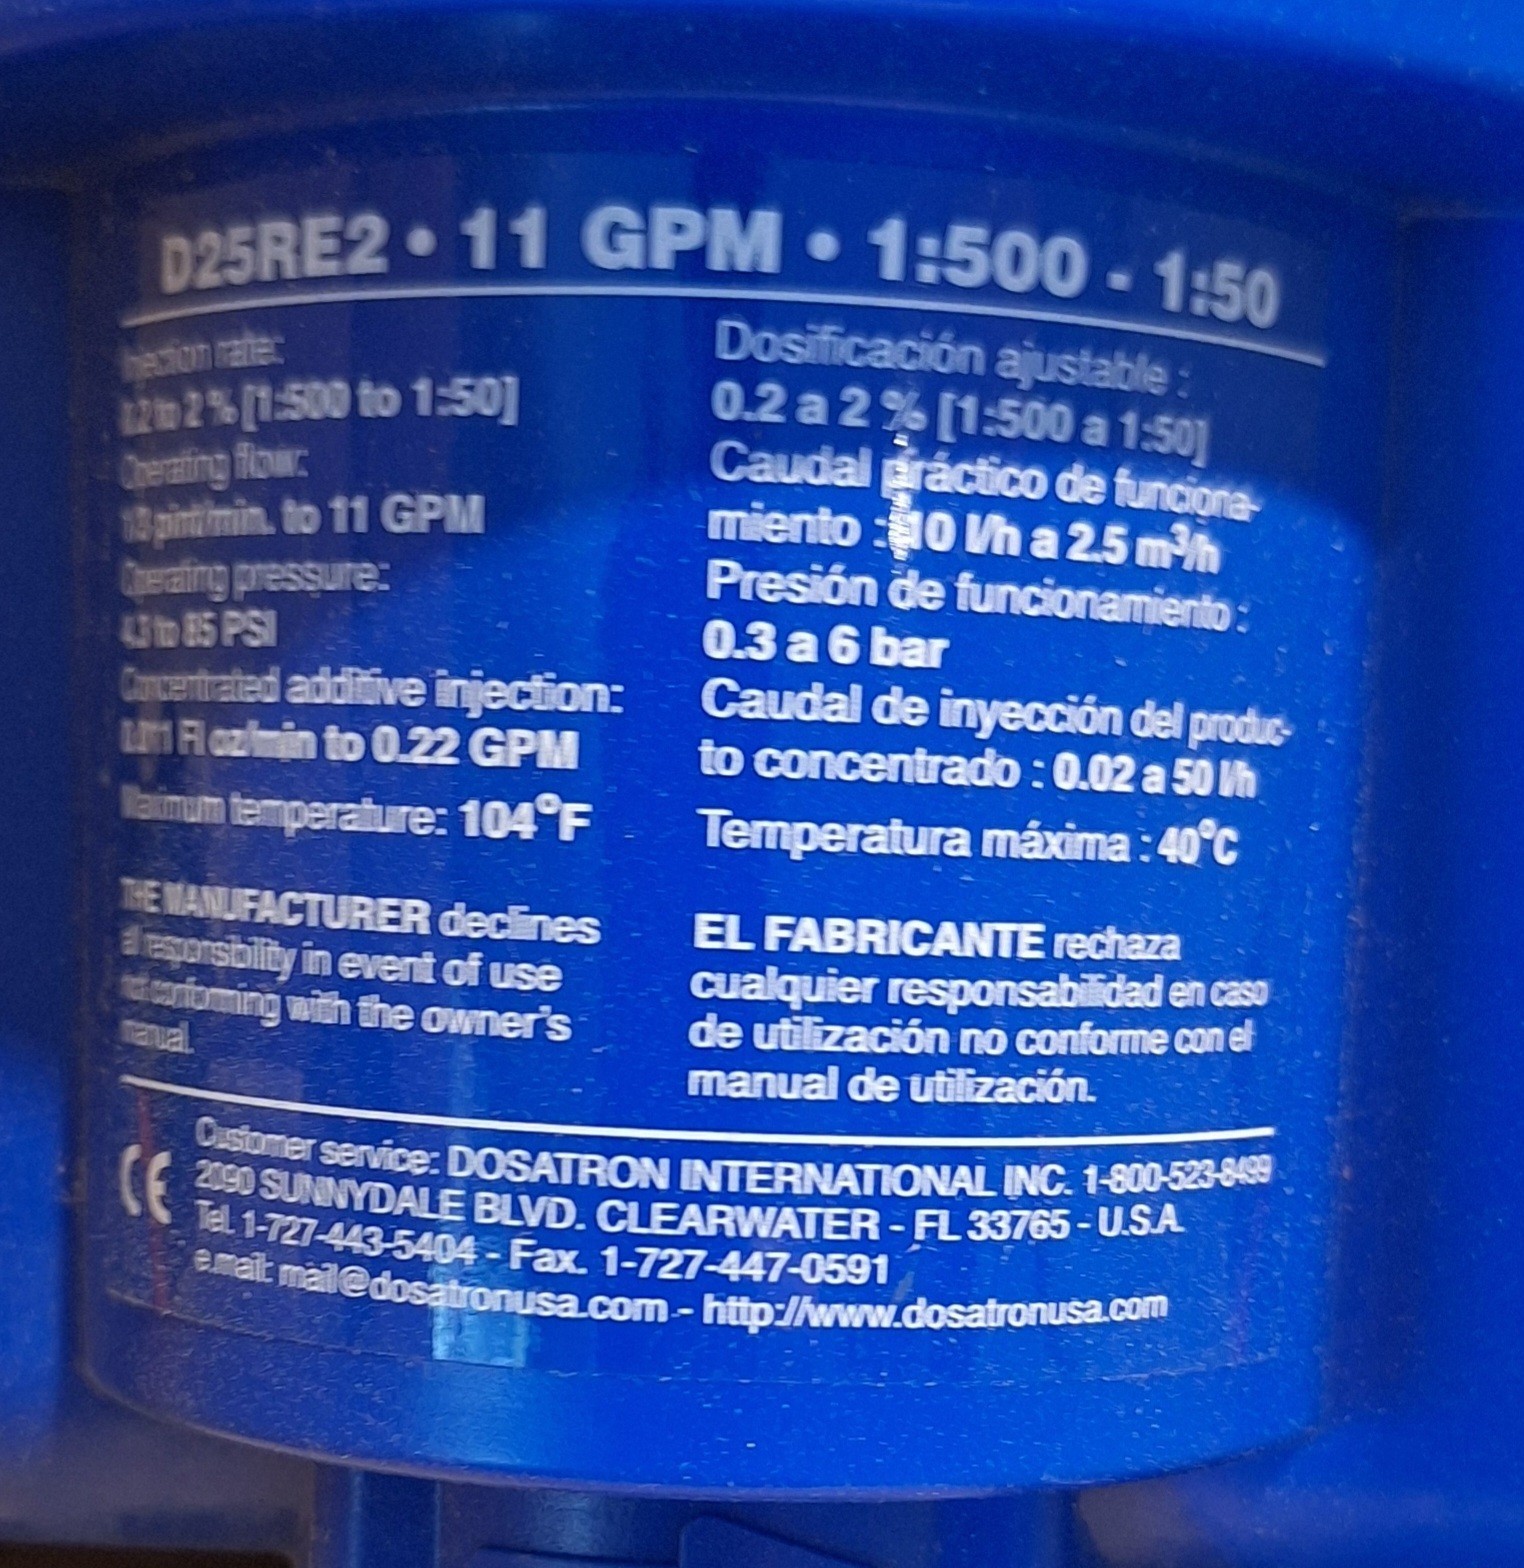 D25RE2 • 11 GPM • 1:500 - 1:50
Injection rate:
0.2 to 2 % [1:500 to 1:50]
Operating flow:
to 11 GPM
Operating pressure:
to 85 PSI
Concentrated additive injection:
Fl oz/min to 0.22 GPM
Maximum temperature: 104°F
THE MANUFACTURER declines
all responsibility in event of use
not conforming with the owner's
manual.
Dosificación ajustable :
0.2 a 2 % [1:500 a 1:50]
Caudal práctico de funciona-
miento : 10 l/h a 2.5 m³/h
Presión de funcionamiento :
0.3 a 6 bar
Caudal de inyección del produc-
to concentrado : 0.02 a 50 l/h
Temperatura máxima : 40°C
EL FABRICANTE rechaza
cualquier responsabilidad en caso
de utilización no conforme con el
manual de utilización.
CE
Customer service: DOSATRON INTERNATIONAL INC. 1-800-523-8499
2090 SUNNYDALE BLVD. CLEARWATER - FL 33765 - U.S.A.
Tel. 1-727-443-5404 - Fax. 1-727-447-0591
e.mail: mail@dosatronusa.com - http://www.dosatronusa.com